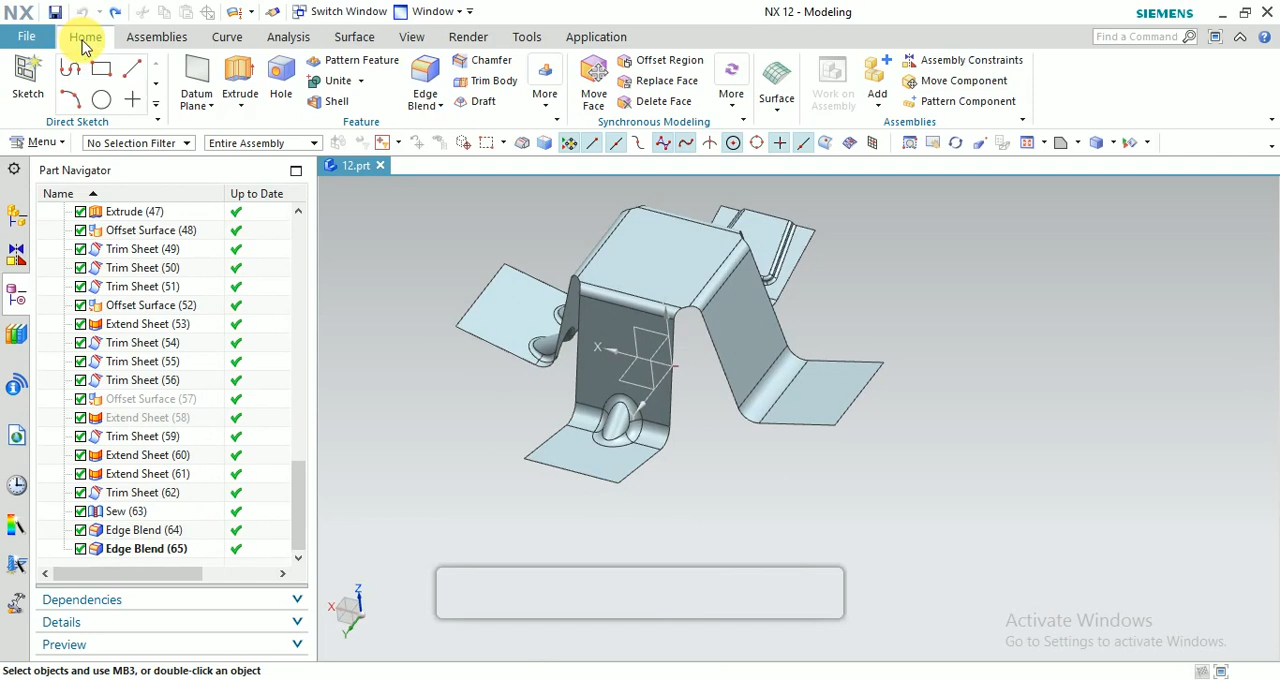 NX
Switch Window
Window
NX 12 - Modeling
SIEMENS
File
Home
Assemblies
Curve
Analysis
Surface
View
Render
Tools
Application
Find a Command
Sketch
Direct Sketch
Datum Plane
Extrude
Hole
Pattern Feature
Unite
Shell
Edge Blend
Chamfer
Trim Body
Draft
More
Feature
Move Face
Offset Region
Replace Face
Delete Face
More
Synchronous Modeling
Surface
Work on Assembly
Add
Assembly Constraints
Move Component
Pattern Component
Assemblies
Menu
No Selection Filter
Entire Assembly
Part Navigator
12.prt
Name
Up to Date
Extrude (47)
Offset Surface (48)
Trim Sheet (49)
Trim Sheet (50)
Trim Sheet (51)
Offset Surface (52)
Extend Sheet (53)
Trim Sheet (54)
Trim Sheet (55)
Trim Sheet (56)
Offset Surface (57)
Extend Sheet (58)
Trim Sheet (59)
Extend Sheet (60)
Extend Sheet (61)
Trim Sheet (62)
Sew (63)
Edge Blend (64)
Edge Blend (65)
Dependencies
Details
Preview
X
Z
X
Y
Activate Windows
Go to Settings to activate Windows.
Select objects and use MB3, or double-click an object